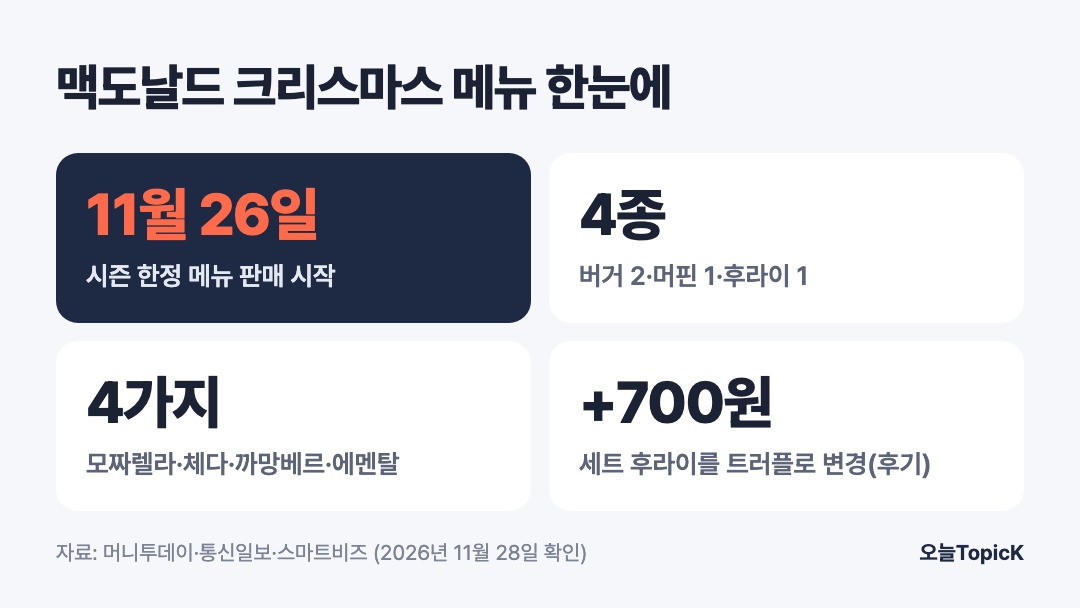 맥도날드 크리스마스 메뉴 한눈에
11월 26일
시즌 한정 메뉴 판매 시작
4종
버거 2·머핀 1·후라이 1
4가지
모짜렐라·체다·까망베르·에멘탈
+700원
세트 후라이를 트러플로 변경(후기)
자료: 머니투데이·통신일보·스마트비즈 (2026년 11월 28일 확인)
오늘TopicK